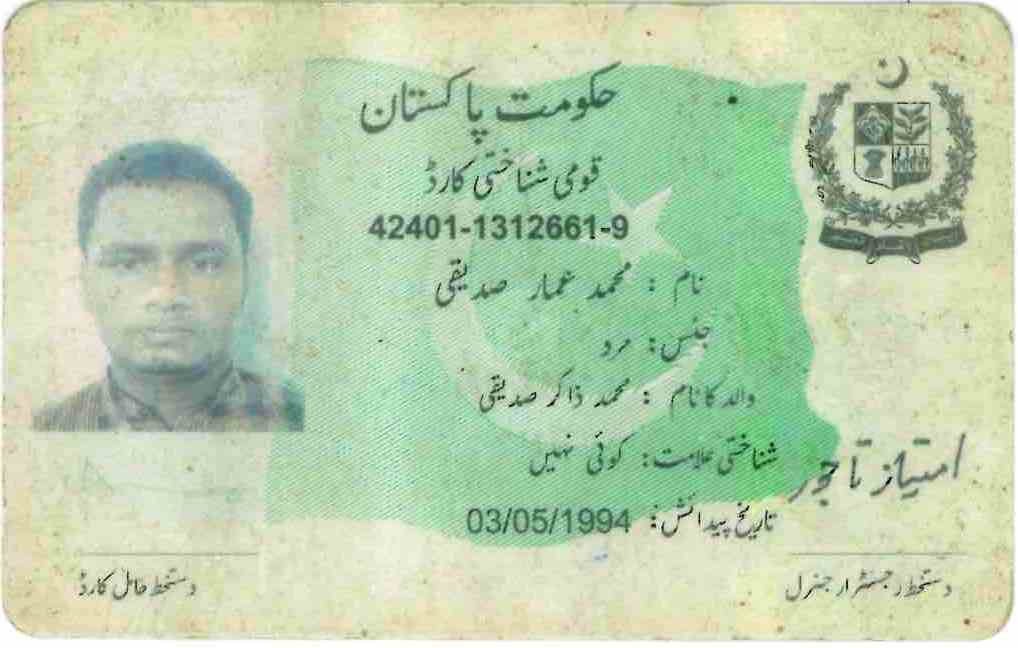 حکومت پاکستان
قومی شناختی کارڈ
42401-1312661-9
نام : محمد عمار صدیقی
جنس: مرد
والد کا نام : محمد ذاکر صدیقی
شناختی علامت: کوئی نہیں
امتیاز تاجور
تاریخ پیدائش: 03/05/1994
دستخط رجسٹرار جنرل
دستخط حامل کارڈ